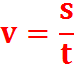 v = s/t